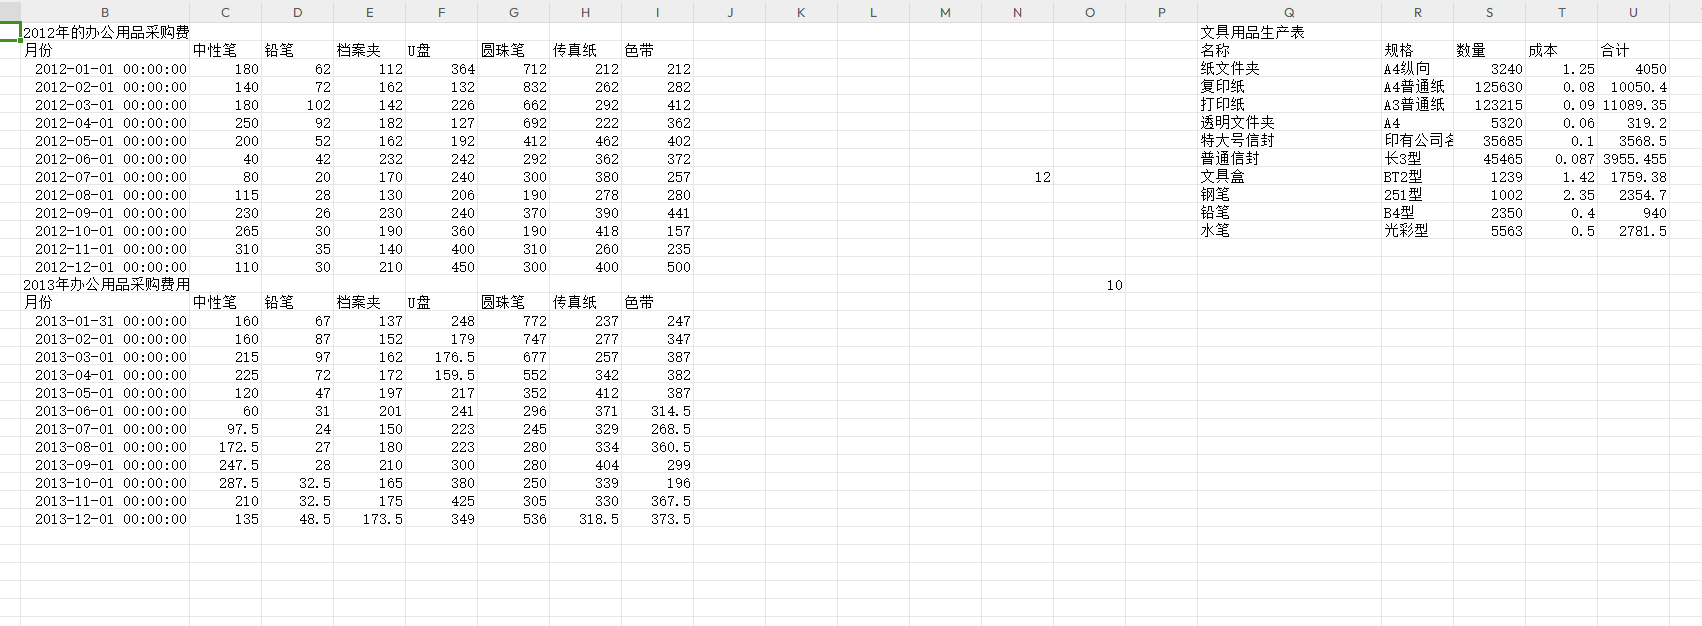 B C D E F G H I J K L M N O P Q R S T U
2012年的办公用品采购费 文具用品生产表
月份 中性笔 铅笔 档案夹 U盘 圆珠笔 传真纸 色带 名称 规格 数量 成本 合计
2012-01-01 00:00:00 180 62 112 364 712 212 212 纸文件夹 A4纵向 3240 1.25 4050
2012-02-01 00:00:00 140 72 162 132 832 262 282 复印纸 A4普通纸 125630 0.08 10050.4
2012-03-01 00:00:00 180 102 142 226 662 292 412 打印纸 A3普通纸 123215 0.09 11089.35
2012-04-01 00:00:00 250 92 182 127 692 222 362 透明文件夹 A4 5320 0.06 319.2
2012-05-01 00:00:00 200 52 162 192 412 462 402 特大号信封 印有公司名 35685 0.1 3568.5
2012-06-01 00:00:00 40 42 232 242 292 362 372 普通信封 长3型 45465 0.087 3955.455
2012-07-01 00:00:00 80 20 170 240 300 380 257 12 文具盒 BT2型 1239 1.42 1759.38
2012-08-01 00:00:00 115 28 130 206 190 278 280 钢笔 251型 1002 2.35 2354.7
2012-09-01 00:00:00 230 26 230 240 370 390 441 铅笔 B4型 2350 0.4 940
2012-10-01 00:00:00 265 30 190 360 190 418 157 水笔 光彩型 5563 0.5 2781.5
2012-11-01 00:00:00 310 35 140 400 310 260 235
2012-12-01 00:00:00 110 30 210 450 300 400 500
2013年办公用品采购费用 10
月份 中性笔 铅笔 档案夹 U盘 圆珠笔 传真纸 色带
2013-01-31 00:00:00 160 67 137 248 772 237 247
2013-02-01 00:00:00 160 87 152 179 747 277 347
2013-03-01 00:00:00 215 97 162 176.5 677 257 387
2013-04-01 00:00:00 225 72 172 159.5 552 342 382
2013-05-01 00:00:00 120 47 197 217 352 412 387
2013-06-01 00:00:00 60 31 201 241 296 371 314.5
2013-07-01 00:00:00 97.5 24 150 223 245 329 268.5
2013-08-01 00:00:00 172.5 27 180 223 280 334 360.5
2013-09-01 00:00:00 247.5 28 210 300 280 404 299
2013-10-01 00:00:00 287.5 32.5 165 380 250 339 196
2013-11-01 00:00:00 210 32.5 175 425 305 330 367.5
2013-12-01 00:00:00 135 48.5 173.5 349 536 318.5 373.5